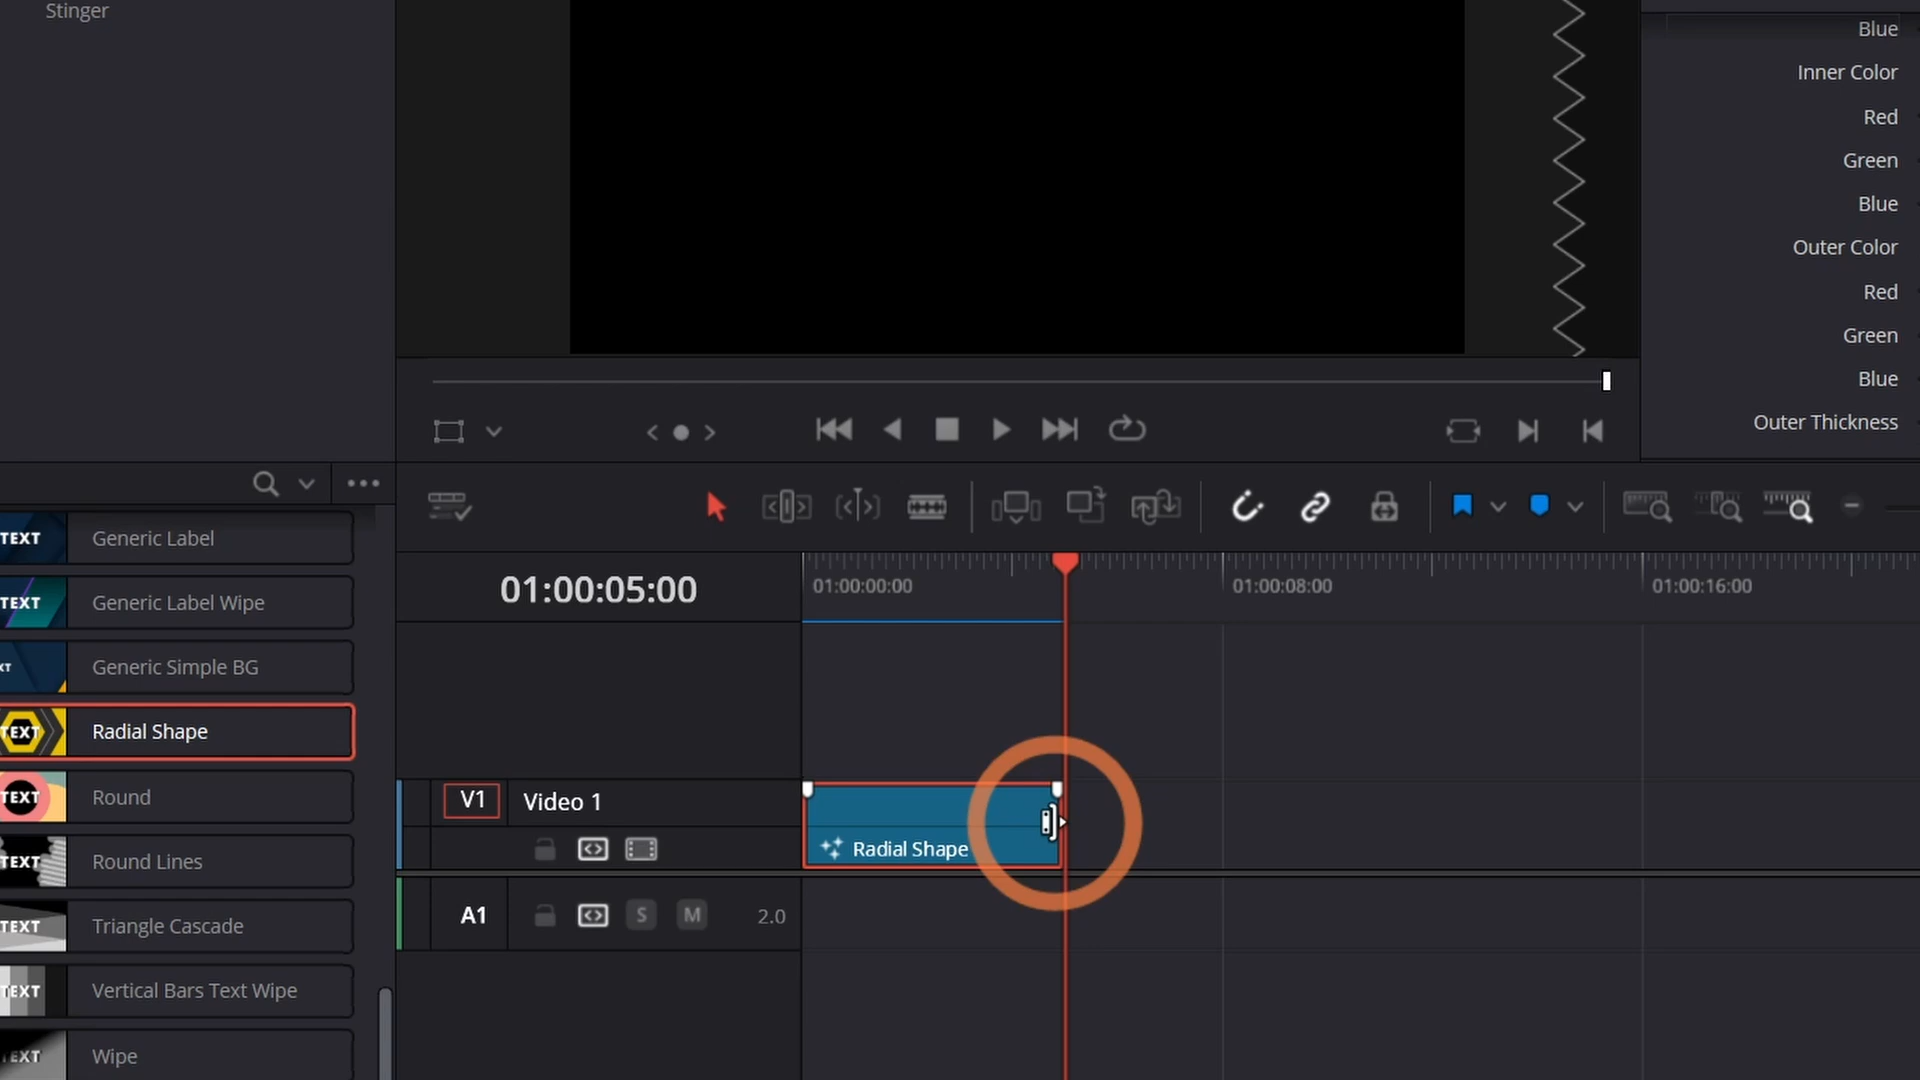 Stinger
Blue
Inner Color
Red
Green
Blue
Outer Color
Red
Green
Blue
Outer Thickness
TEXT Generic Label
TEXT Generic Label Wipe
XT Generic Simple BG
TEXT Radial Shape
TEXT Round
TEXT Round Lines
TEXT Triangle Cascade
TEXT Vertical Bars Text Wipe
TEXT Wipe
01:00:05:00
01:00:00:00
01:00:08:00
01:00:16:00
V1 Video 1
Radial Shape
A1 S M 2.0